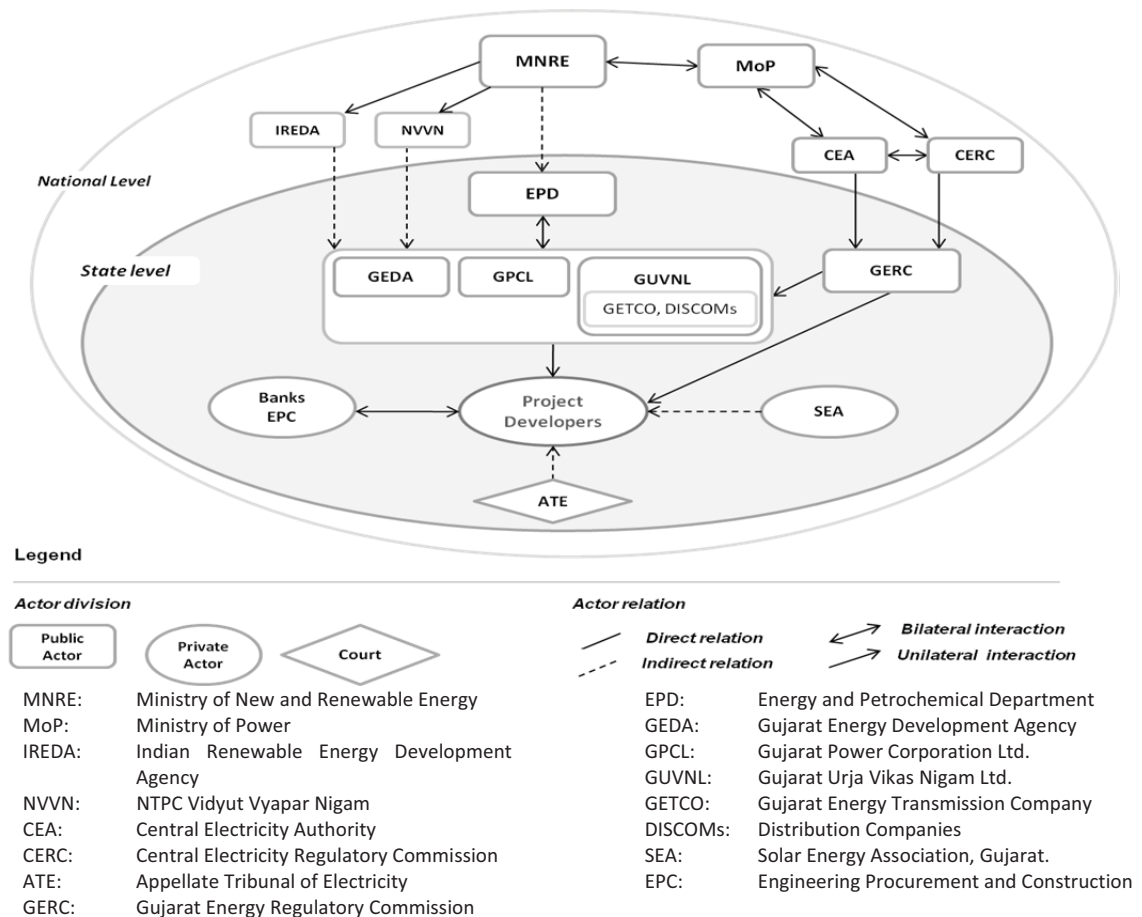 MNRE
MoP
IREDA
NVVN
CEA
CERC
National Level
EPD
State level
GEDA
GPCL
GUVNL
GETCO, DISCOMs
GERC
Banks
EPC
Project
Developers
SEA
ATE
Legend
Actor division
Actor relation
Public
Actor
Private
Actor
Court
Direct relation
Indirect relation
Bilateral interaction
Unilateral interaction
MNRE: Ministry of New and Renewable Energy
MoP: Ministry of Power
IREDA: Indian Renewable Energy Development
Agency
NVVN: NTPC Vidyut Vyapar Nigam
CEA: Central Electricity Authority
CERC: Central Electricity Regulatory Commission
ATE: Appellate Tribunal of Electricity
GERC: Gujarat Energy Regulatory Commission
EPD: Energy and Petrochemical Department
GEDA: Gujarat Energy Development Agency
GPCL: Gujarat Power Corporation Ltd.
GUVNL: Gujarat Urja Vikas Nigam Ltd.
GETCO: Gujarat Energy Transmission Company
DISCOMs: Distribution Companies
SEA: Solar Energy Association, Gujarat.
EPC: Engineering Procurement and Construction